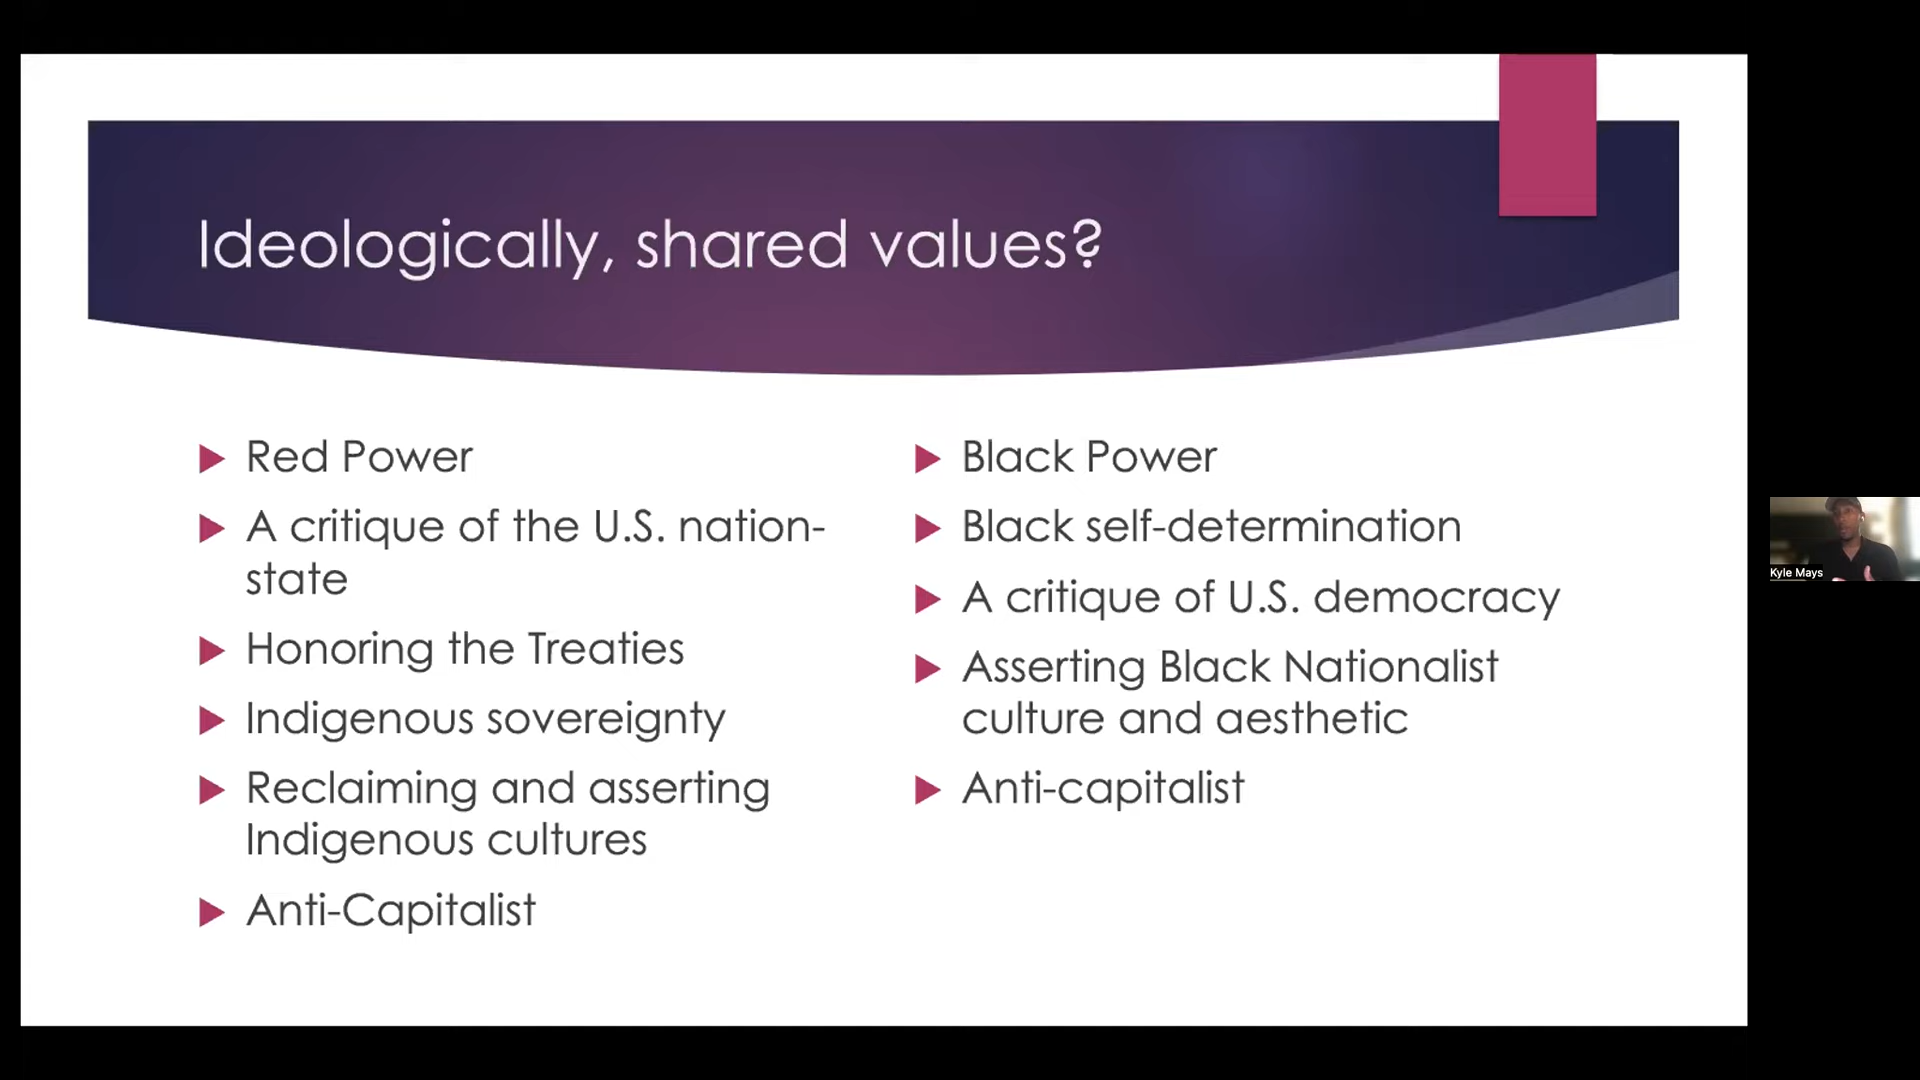 Ideologically, shared values?
Red Power
A critique of the U.S. nation-
state
Honoring the Treaties
Indigenous sovereignty
Reclaiming and asserting
Indigenous cultures
Anti-Capitalist
Black Power
Black self-determination
A critique of U.S. democracy
Asserting Black Nationalist
culture and aesthetic
Anti-capitalist
Kyle Mays